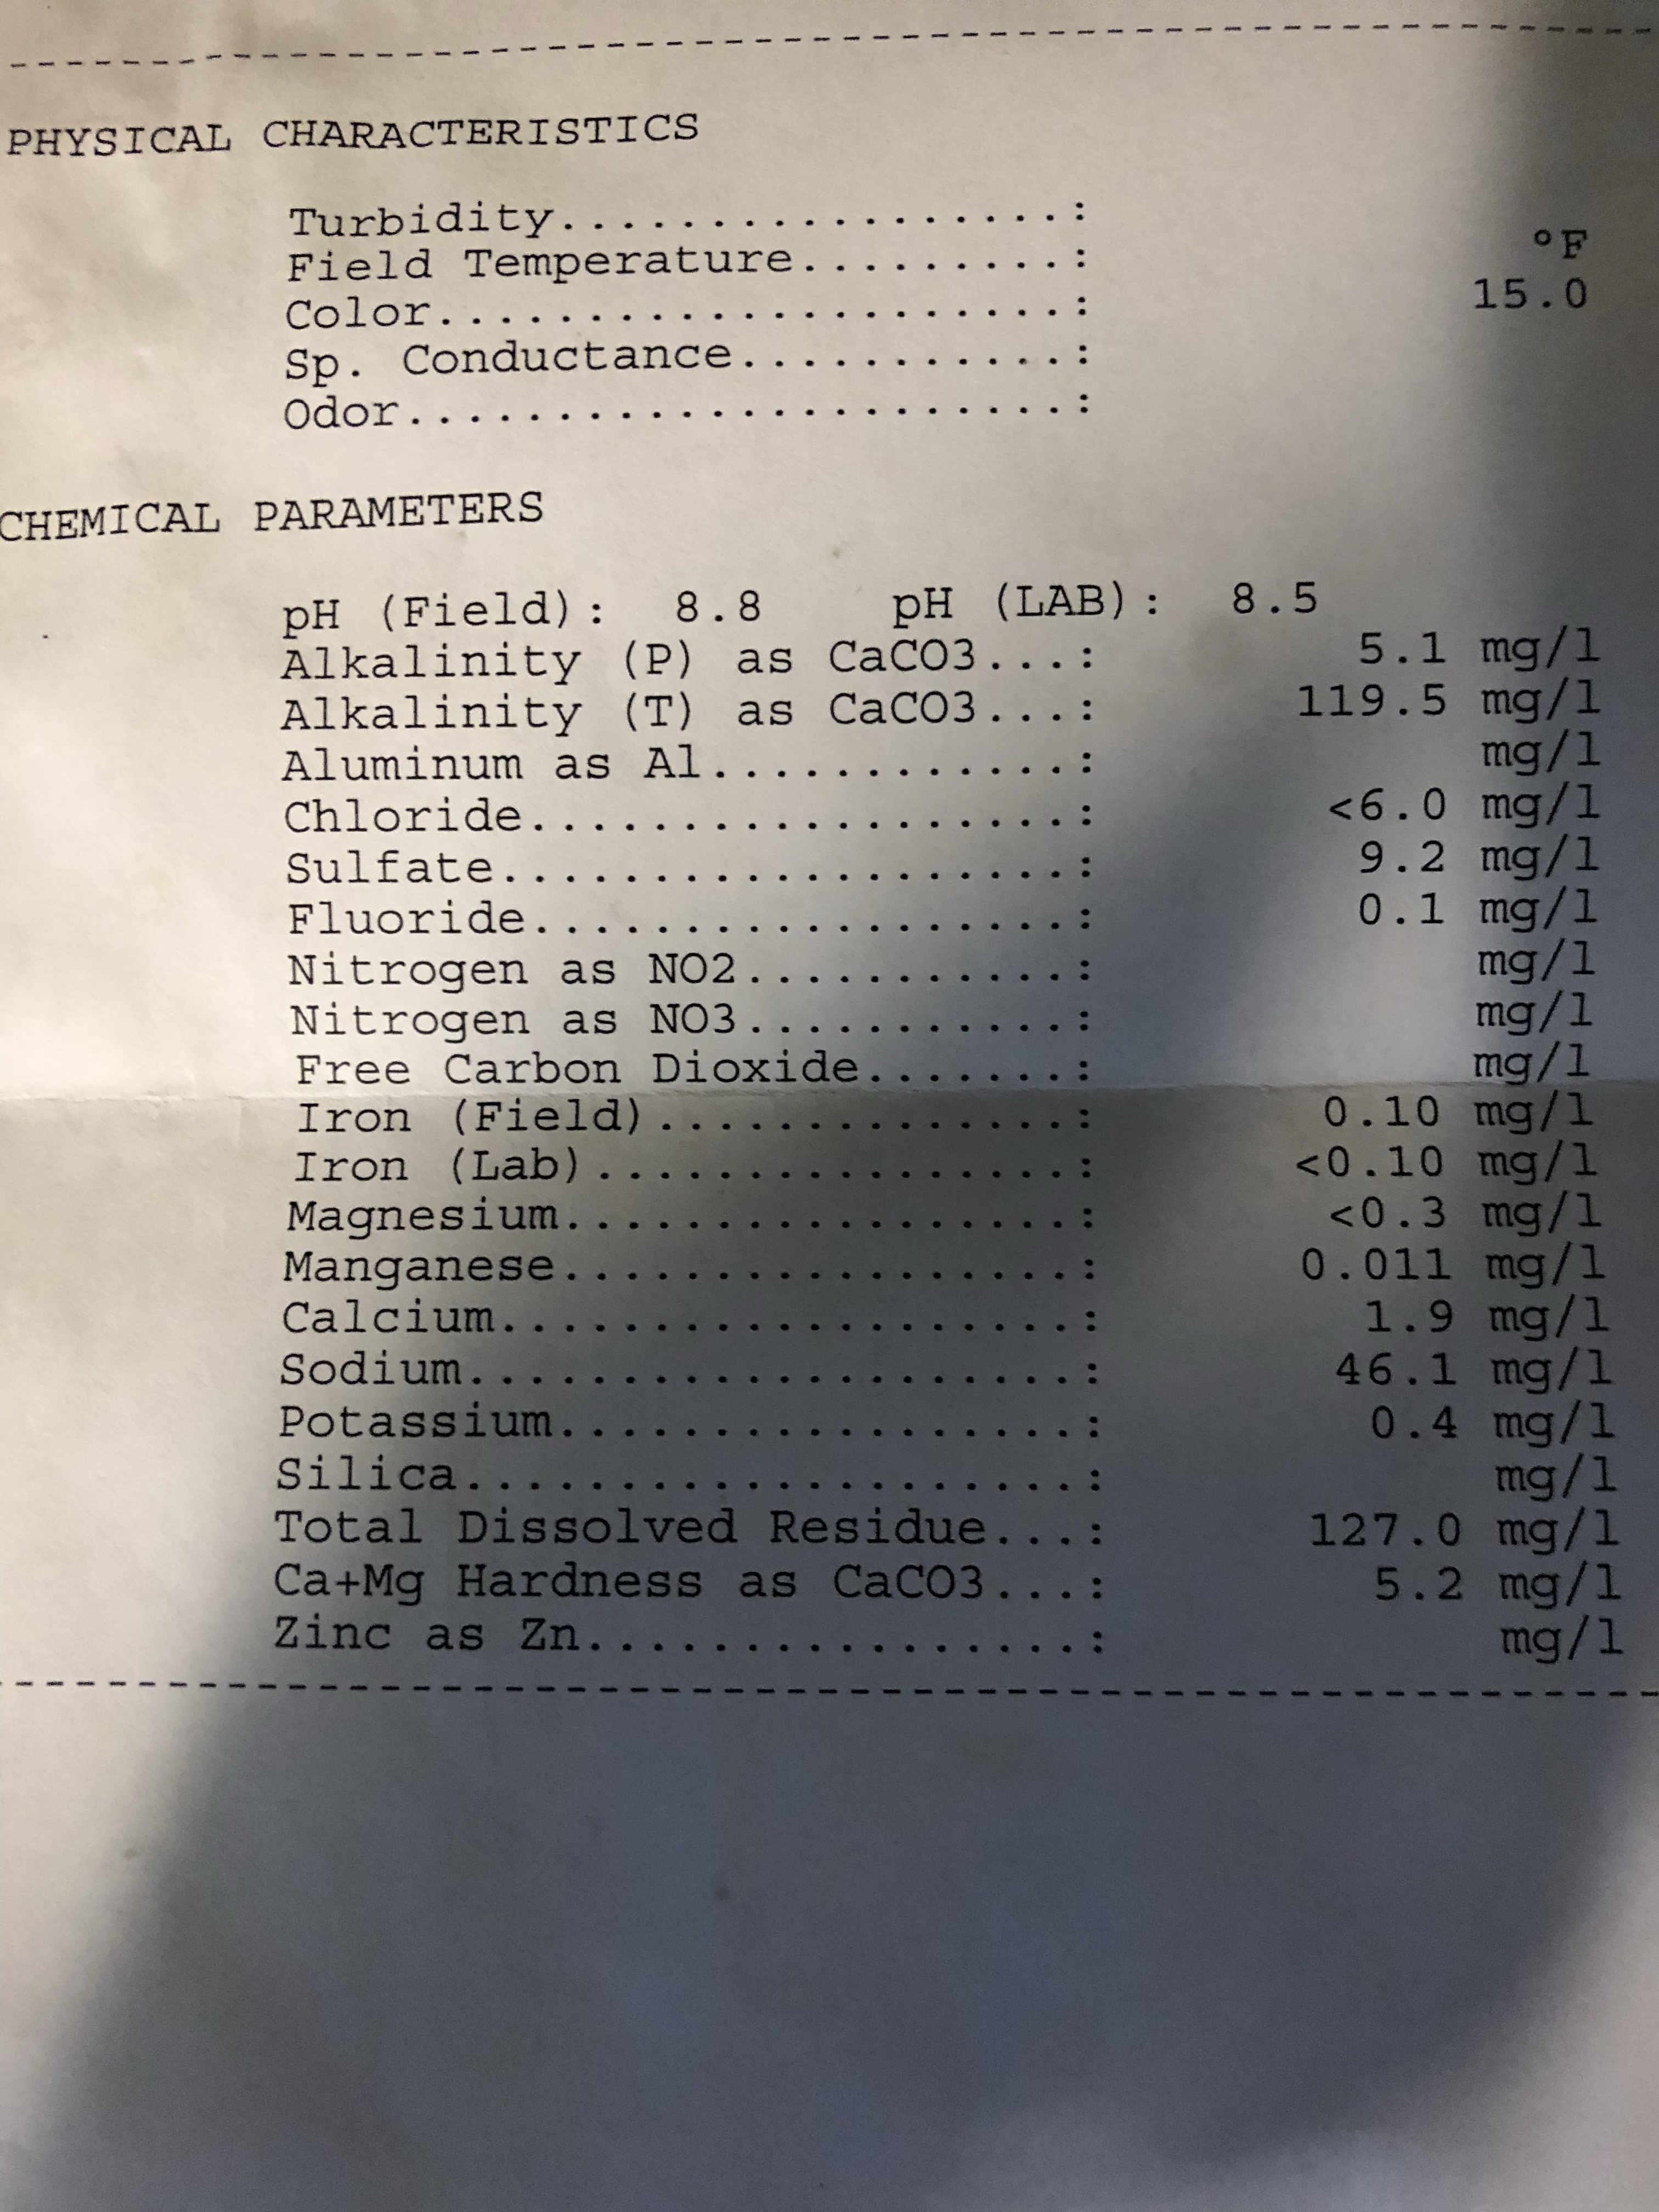 PHYSICAL CHARACTERISTICS
Turbidity.................:
Field Temperature.........: °F
Color.....................: 15.0
Sp. Conductance...........:
Odor......................:
CHEMICAL PARAMETERS
pH (Field): 8.8 pH (LAB): 8.5
Alkalinity (P) as CaCO3...: 5.1 mg/l
Alkalinity (T) as CaCO3...: 119.5 mg/l
Aluminum as Al............: mg/l
Chloride..................: <6.0 mg/l
Sulfate...................: 9.2 mg/l
Fluoride..................: 0.1 mg/l
Nitrogen as NO2...........: mg/l
Nitrogen as NO3...........: mg/l
Free Carbon Dioxide.......: mg/l
Iron (Field)..............: 0.10 mg/l
Iron (Lab)................: <0.10 mg/l
Magnesium.................: <0.3 mg/l
Manganese.................: 0.011 mg/l
Calcium...................: 1.9 mg/l
Sodium....................: 46.1 mg/l
Potassium.................: 0.4 mg/l
Silica....................: mg/l
Total Dissolved Residue...: 127.0 mg/l
Ca+Mg Hardness as CaCO3...: 5.2 mg/l
Zinc as Zn................: mg/l